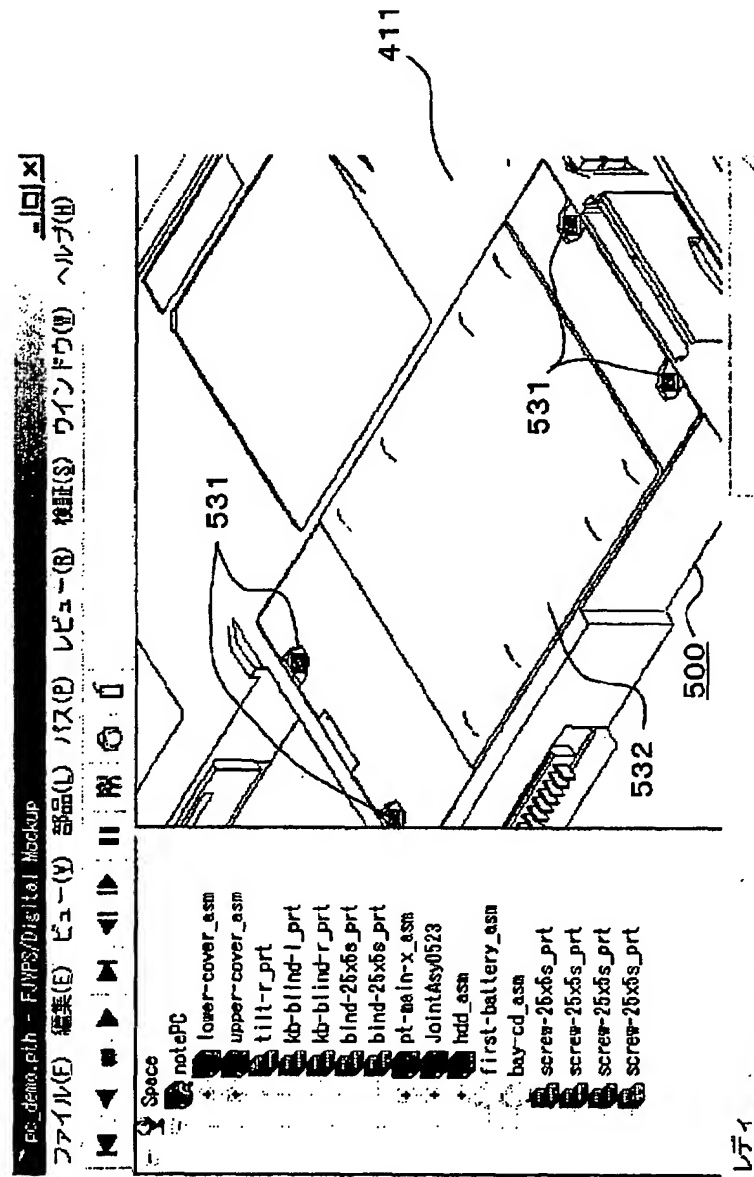 pc_demo.pth - FJVPS/Digital Mockup
ファイル(F) 編集(E) ビュー(V) 部品(L) パス(P) レビュー(R) 検証(S) ウインドウ(W) ヘルプ(H)
Space
notePC
lower-cover_asm
upper-cover_asm
tilt-r_prt
kb-blind-l_prt
kb-blind-r_prt
bind-25x6s_prt
bind-25x6s_prt
pt-main-x_asm
JointAsy0523
hdd_asm
first-battery_asm
bay-cd_asm
screw-25x5s_prt
screw-25x5s_prt
screw-25x5s_prt
screw-25x5s_prt
レディ
531
531
532
500
411